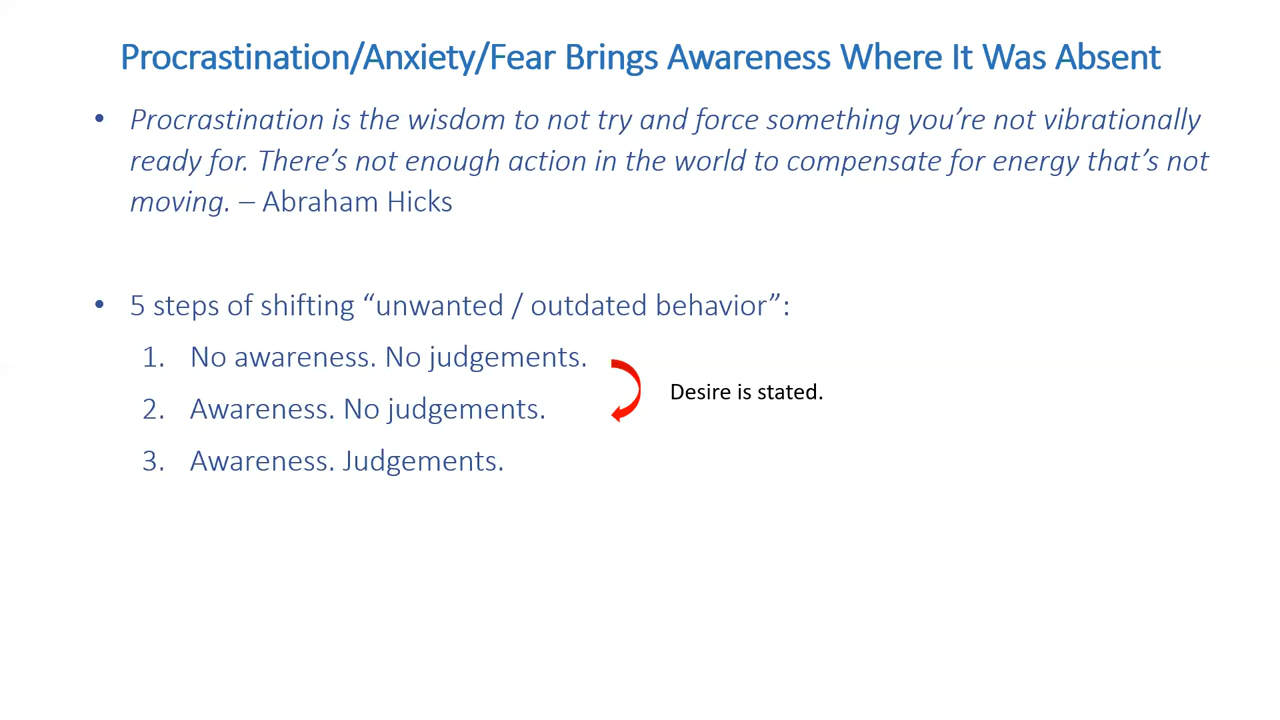 Procrastination/Anxiety/Fear Brings Awareness Where It Was Absent
• Procrastination is the wisdom to not try and force something you’re not vibrationally
ready for. There’s not enough action in the world to compensate for energy that’s not
moving. – Abraham Hicks
• 5 steps of shifting “unwanted / outdated behavior”:
1. No awareness. No judgements.
Desire is stated.
2. Awareness. No judgements.
3. Awareness. Judgements.